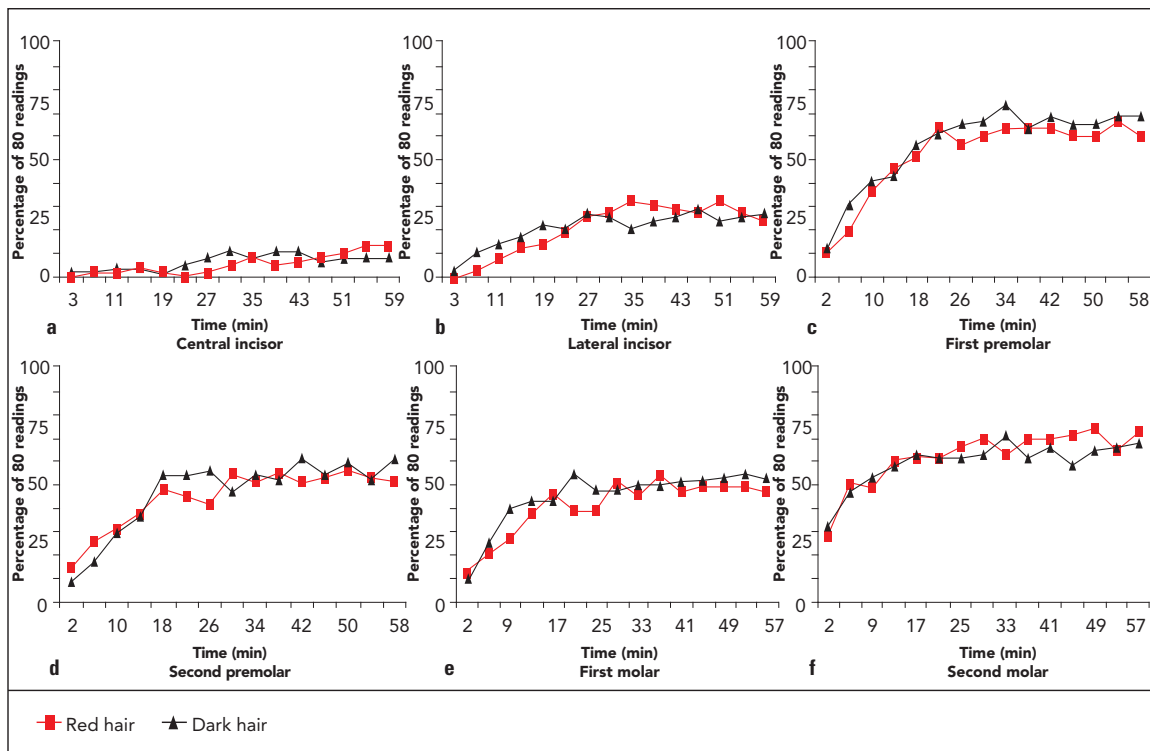 100
75
50
25
0
Percentage of 80 readings
3 11 19 27 35 43 51 59
a
Time (min)
Central incisor
100
75
50
25
0
Percentage of 80 readings
3 11 19 27 35 43 51 59
b
Time (min)
Lateral incisor
100
75
50
25
0
Percentage of 80 readings
2 10 18 26 34 42 50 58
c
Time (min)
First premolar
100
75
50
25
0
Percentage of 80 readings
2 10 18 26 34 42 50 58
d
Time (min)
Second premolar
100
75
50
25
0
Percentage of 80 readings
2 9 17 25 33 41 49 57
e
Time (min)
First molar
100
75
50
25
0
Percentage of 80 readings
2 9 17 25 33 41 49 57
f
Time (min)
Second molar
Red hair Dark hair